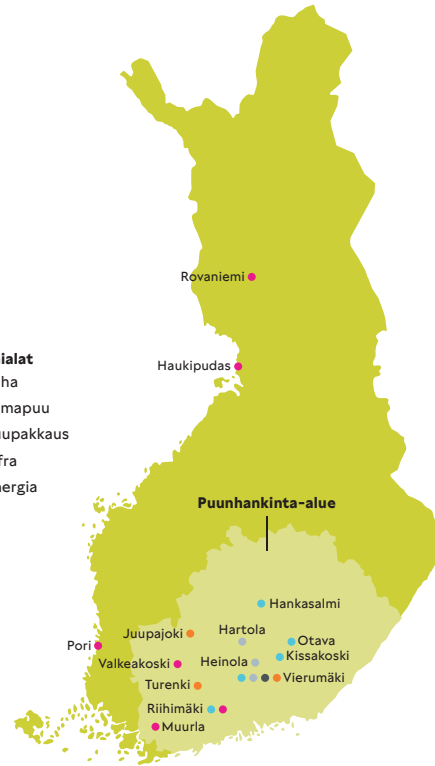 Rovaniemi
Haukipudas
ialat
ha
mapuu
upakkaus
fra
ergia
Puunhankinta-alue
Hankasalmi
Juupajoki
Hartola
Otava
Pori
Kissakoski
Valkeakoski
Heinola
Turenki
Vierumäki
Riihimäki
Muurla